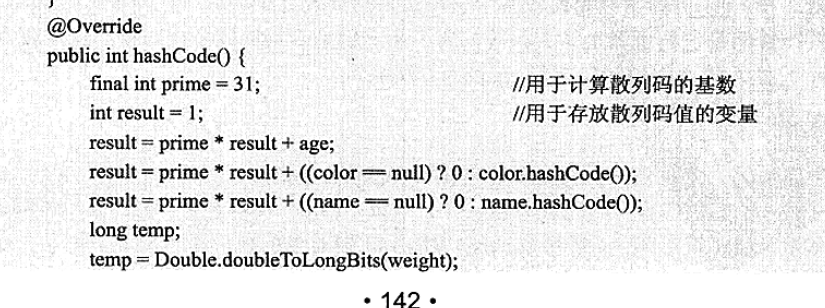 }
@Override
public int hashCode() {
final int prime = 31; //用于计算散列码的基数
int result = 1; //用于存放散列码值的变量
result = prime * result + age;
result = prime * result + ((color == null) ? 0 : color.hashCode());
result = prime * result + ((name == null) ? 0 : name.hashCode());
long temp;
temp = Double.doubleToLongBits(weight);
• 142 •